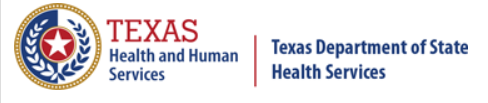 TEXAS
Health and Human
Services
Texas Department of State
Health Services